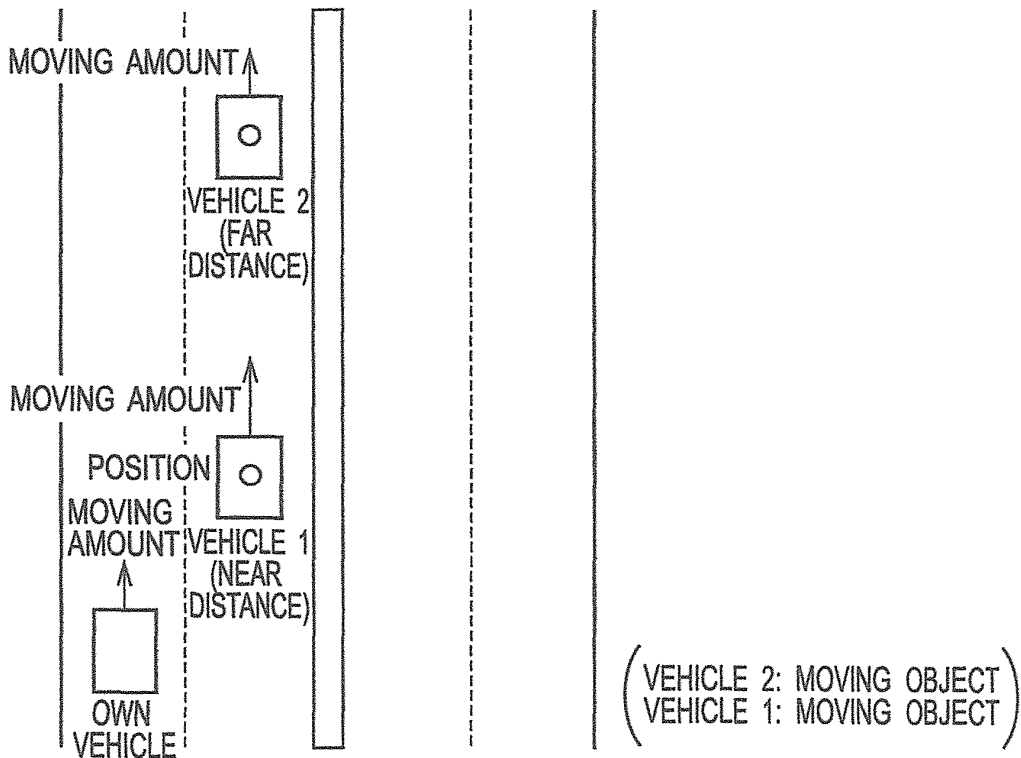 MOVING AMOUNT
VEHICLE 2
(FAR
DISTANCE)
MOVING AMOUNT
POSITION
MOVING
AMOUNT
VEHICLE 1
(NEAR
DISTANCE)
OWN
VEHICLE
(VEHICLE 2: MOVING OBJECT
VEHICLE 1: MOVING OBJECT)